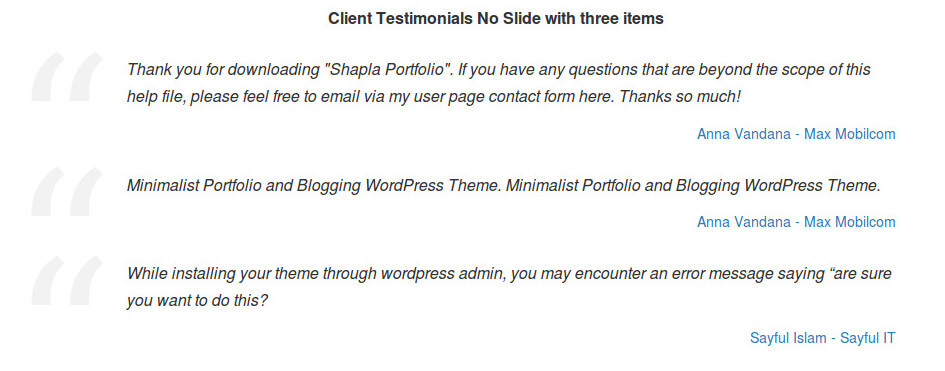 Client Testimonials No Slide with three items
Thank you for downloading "Shapla Portfolio". If you have any questions that are beyond the scope of this
help file, please feel free to email via my user page contact form here. Thanks so much!
Anna Vandana - Max Mobilcom
Minimalist Portfolio and Blogging WordPress Theme. Minimalist Portfolio and Blogging WordPress Theme.
Anna Vandana - Max Mobilcom
While installing your theme through wordpress admin, you may encounter an error message saying “are sure
you want to do this?
Sayful Islam - Sayful IT